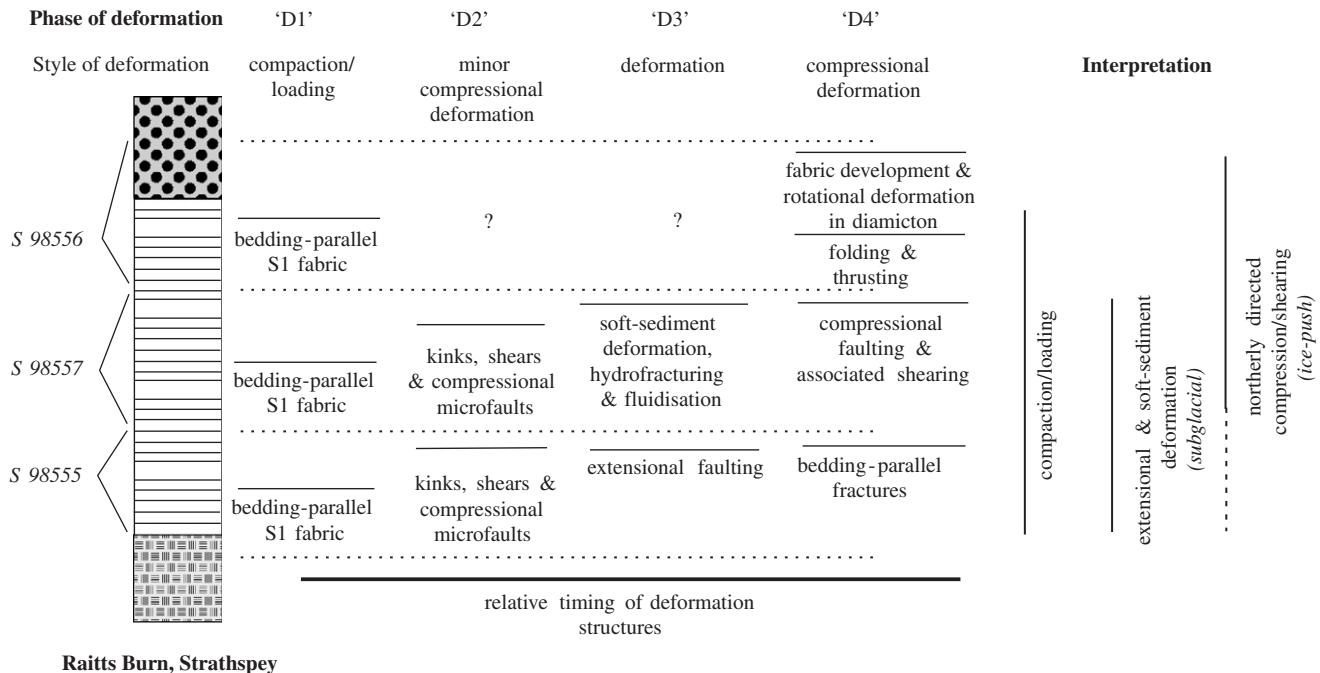 Phase of deformation 'D1' 'D2' 'D3' 'D4'
Style of deformation compaction/ minor deformation compressional Interpretation
loading compressional deformation
deformation
fabric development &
rotational deformation
in diamicton
S 98556
bedding-parallel
S1 fabric
?
?
folding &
thrusting
S 98557
bedding-parallel
S1 fabric
kinks, shears
& compressional
microfaults
soft-sediment
deformation,
hydrofracturing
& fluidisation
compressional
faulting &
associated shearing
S 98555
bedding-parallel
S1 fabric
kinks, shears &
compressional
microfaults
extensional faulting
bedding-parallel
fractures
compaction/loading
extensional & soft-sediment
deformation
(subglacial)
northerly directed
compression/shearing
(ice-push)
relative timing of deformation
structures
Raitts Burn, Strathspey